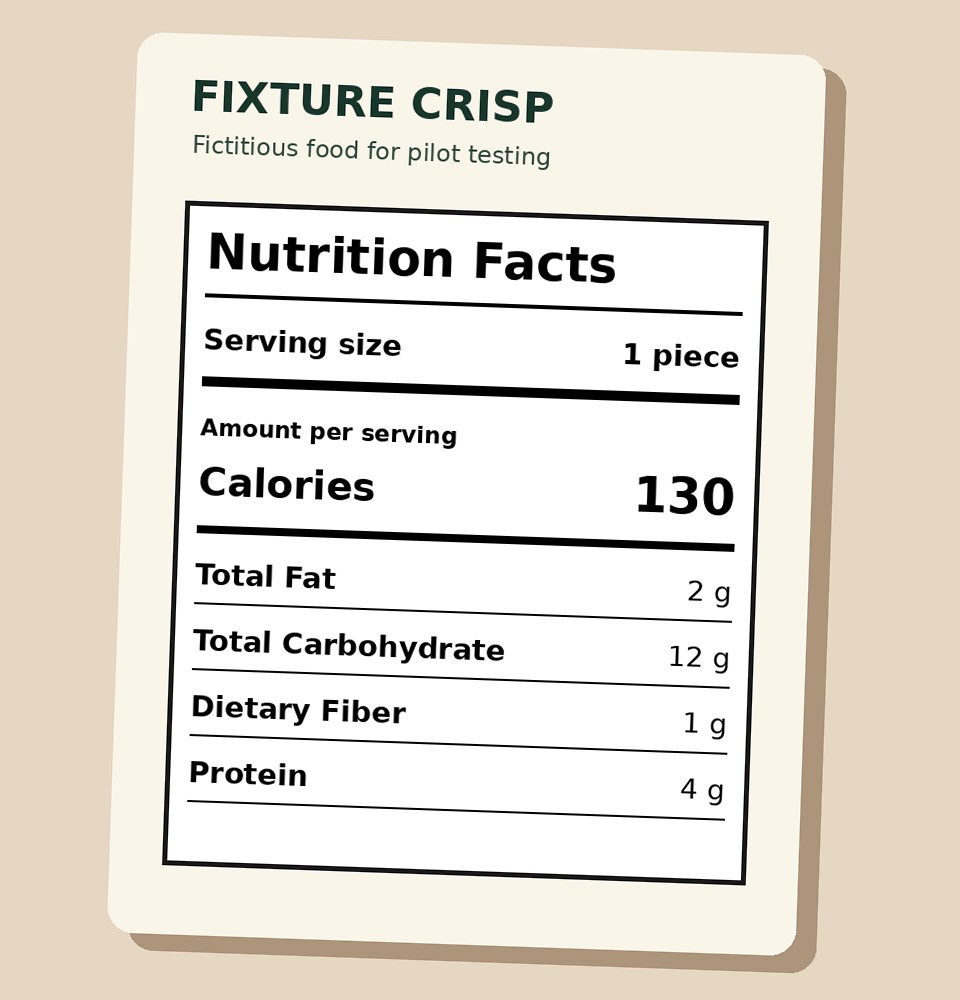 FIXTURE CRISP
Fictitious food for pilot testing
Nutrition Facts
Serving size 1 piece
Amount per serving
Calories 130
Total Fat 2 g
Total Carbohydrate 12 g
Dietary Fiber 1 g
Protein 4 g